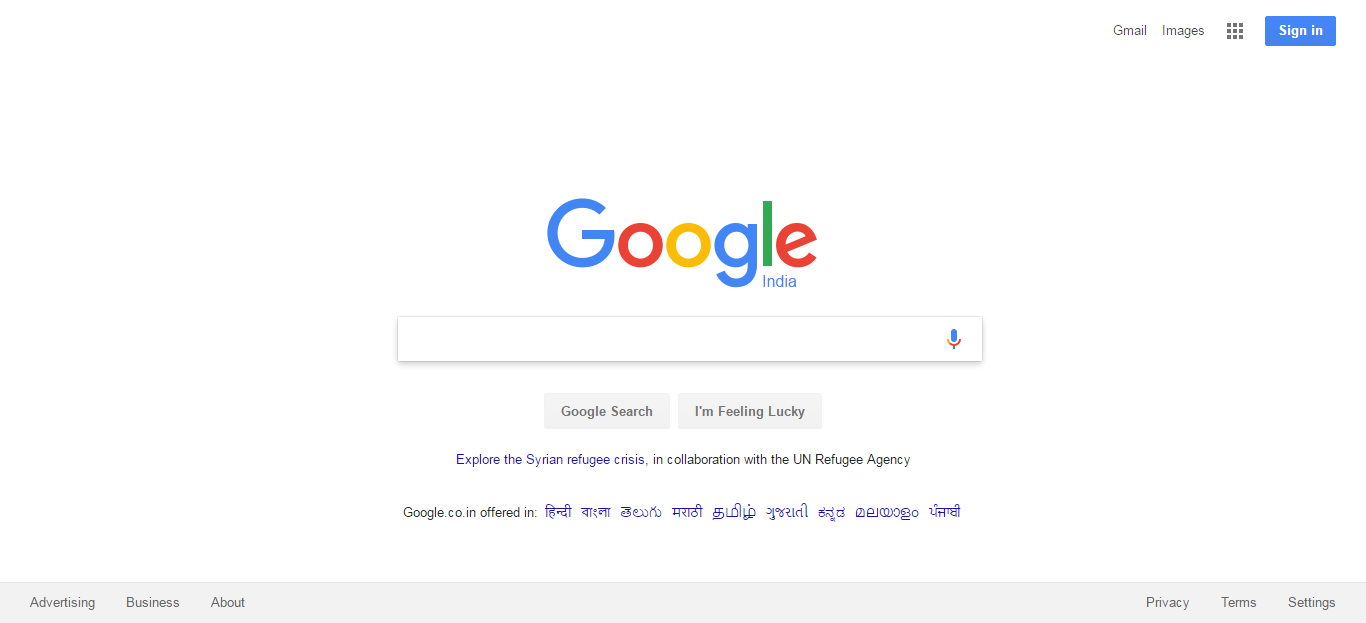 Gmail Images Sign in
Google
India
Google Search I'm Feeling Lucky
Explore the Syrian refugee crisis, in collaboration with the UN Refugee Agency
Google.co.in offered in: हिन्दी বাংলা తెలుగు मराठी தமிழ் ગુજરાતી ಕನ್ನಡ മലയാളം ਪੰਜਾਬੀ
Advertising Business About Privacy Terms Settings